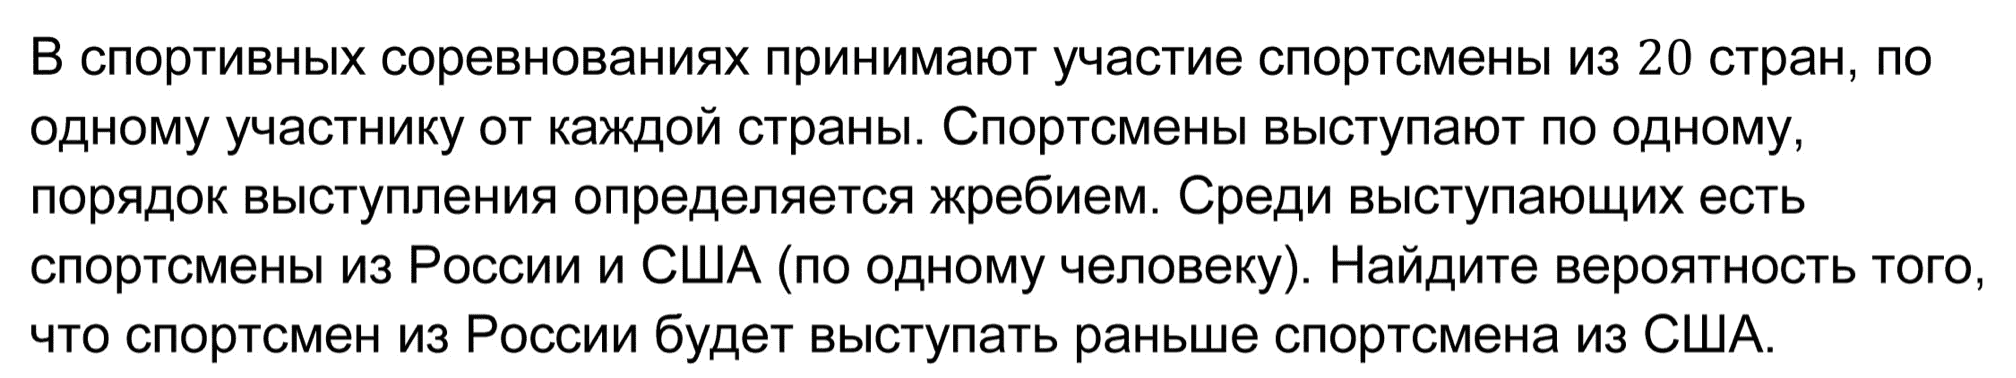 В спортивных соревнованиях принимают участие спортсмены из 20 стран, по
одному участнику от каждой страны. Спортсмены выступают по одному,
порядок выступления определяется жребием. Среди выступающих есть
спортсмены из России и США (по одному человеку). Найдите вероятность того,
что спортсмен из России будет выступать раньше спортсмена из США.